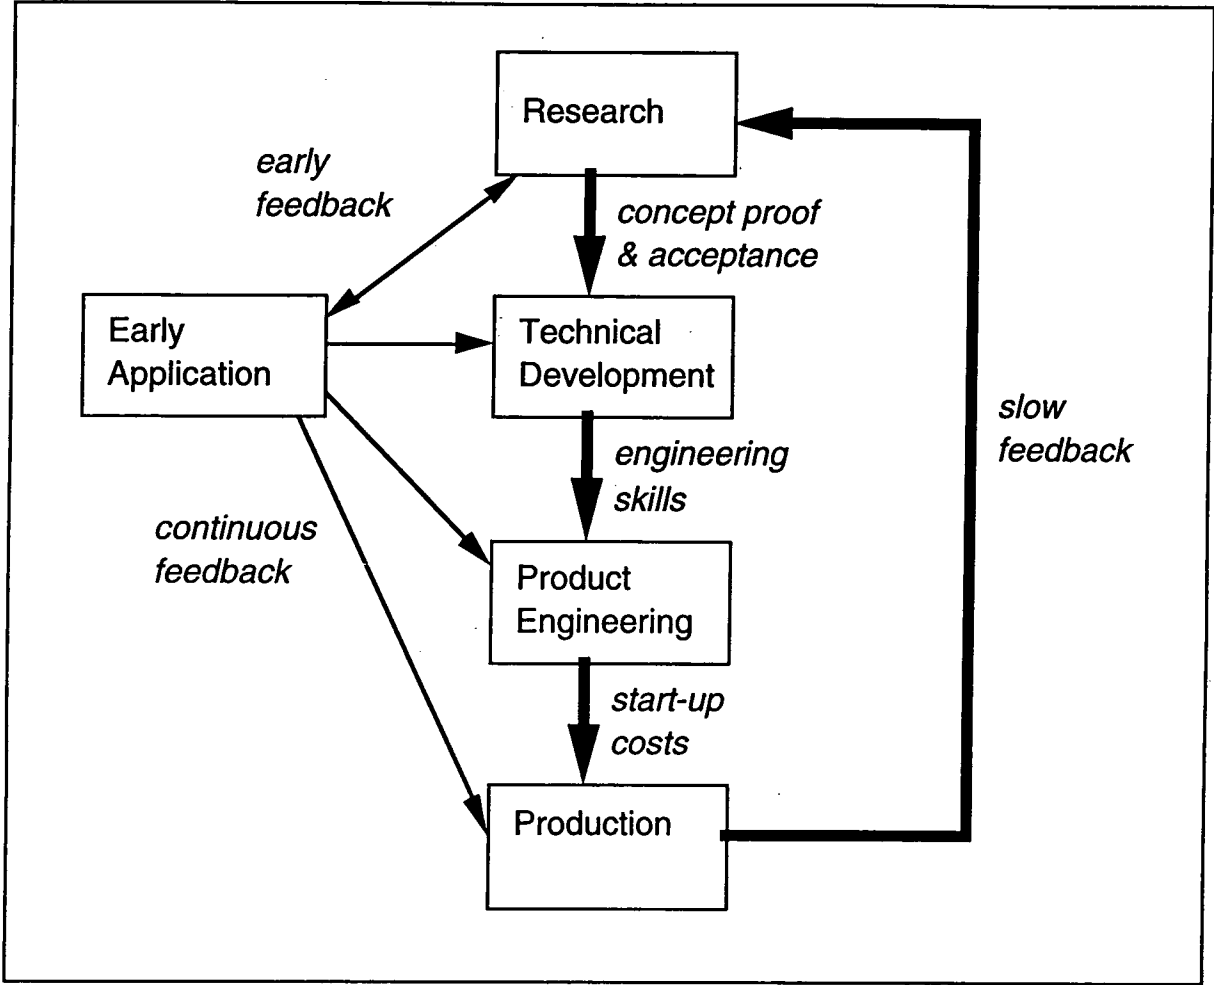 Research
early
feedback
concept proof
& acceptance
Early
Application
Technical
Development
slow
feedback
engineering
skills
continuous
feedback
Product
Engineering
start-up
costs
Production